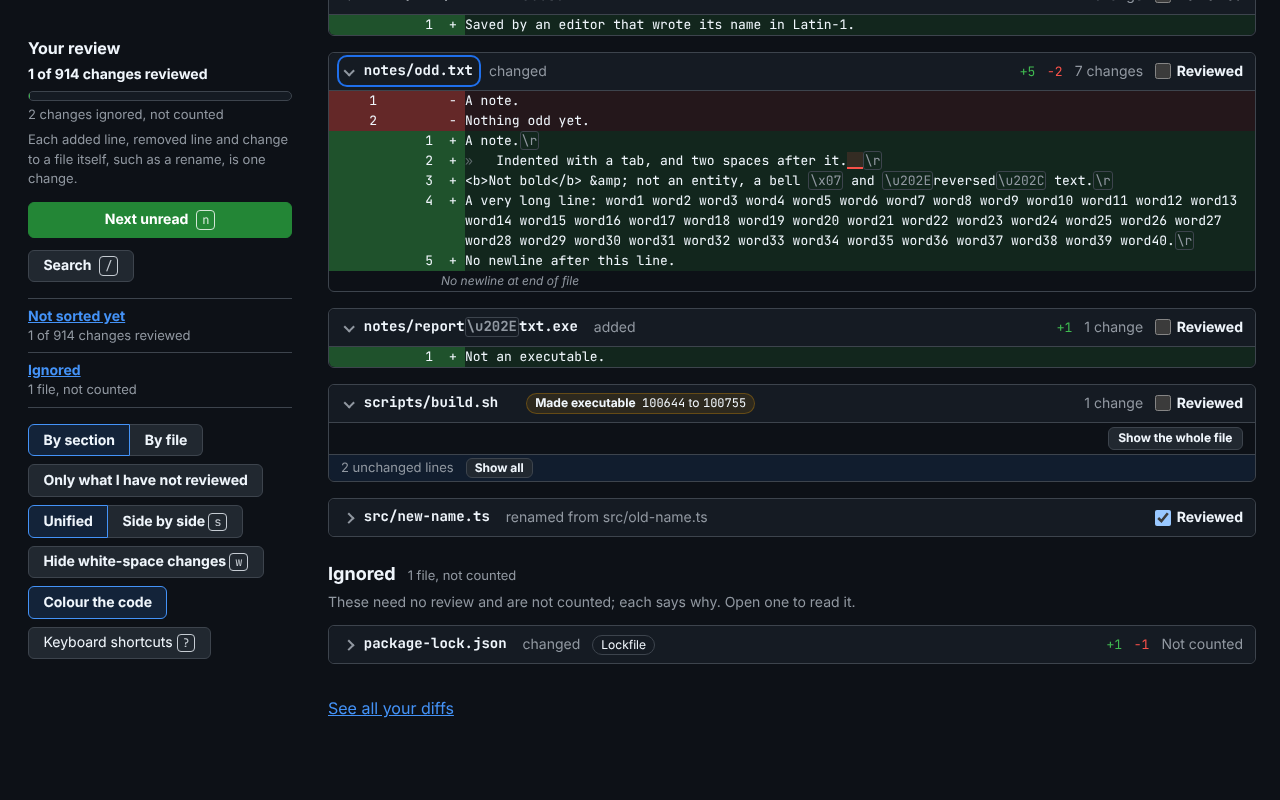 Your review
1 of 914 changes reviewed
2 changes ignored, not counted
Each added line, removed line and change
to a file itself, such as a rename, is one
change.
Next unread n
Search /
Not sorted yet
1 of 914 changes reviewed
Ignored
1 file, not counted
By section By file
Only what I have not reviewed
Unified Side by side s
Hide white-space changes w
Colour the code
Keyboard shortcuts ?
1 + Saved by an editor that wrote its name in Latin-1.
notes/odd.txt changed +5 -2 7 changes Reviewed
1 - A note.
2 - Nothing odd yet.
1 + A note.\r
2 + » Indented with a tab, and two spaces after it. \r
3 + <b>Not bold</b> &amp; not an entity, a bell \x07 and \u202Ereversed\u202C text.\r
4 + A very long line: word1 word2 word3 word4 word5 word6 word7 word8 word9 word10 word11 word12 word13
word14 word15 word16 word17 word18 word19 word20 word21 word22 word23 word24 word25 word26 word27
word28 word29 word30 word31 word32 word33 word34 word35 word36 word37 word38 word39 word40.\r
5 + No newline after this line.
No newline at end of file
notes/report\u202Etxt.exe added +1 1 change Reviewed
1 + Not an executable.
scripts/build.sh Made executable 100644 to 100755 1 change Reviewed
Show the whole file
2 unchanged lines Show all
src/new-name.ts renamed from src/old-name.ts Reviewed
Ignored 1 file, not counted
These need no review and are not counted; each says why. Open one to read it.
package-lock.json changed Lockfile +1 -1 Not counted
See all your diffs